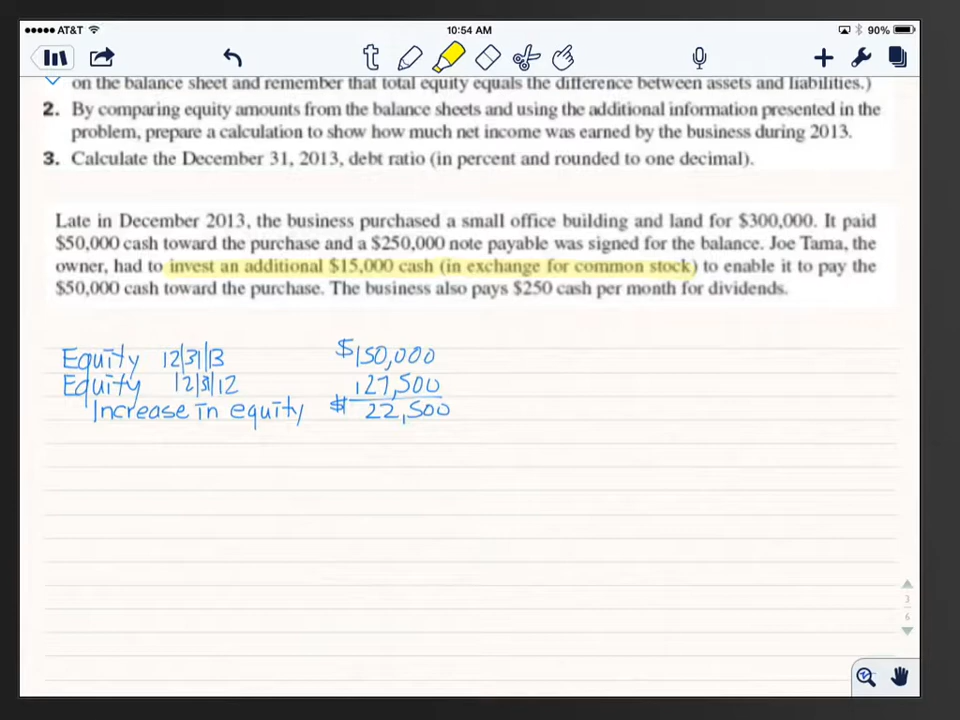 AT&T 10:54 AM 90%
on the balance sheet and remember that total equity equals the difference between assets and liabilities.)
2. By comparing equity amounts from the balance sheets and using the additional information presented in the
problem, prepare a calculation to show how much net income was earned by the business during 2013.
3. Calculate the December 31, 2013, debt ratio (in percent and rounded to one decimal).
Late in December 2013, the business purchased a small office building and land for $300,000. It paid
$50,000 cash toward the purchase and a $250,000 note payable was signed for the balance. Joe Tama, the
owner, had to invest an additional $15,000 cash (in exchange for common stock) to enable it to pay the
$50,000 cash toward the purchase. The business also pays $250 cash per month for dividends.
Equity 12|31|13 $150,000
Equity 12|31|12 127,500
Increase in equity $ 22,500
3
6